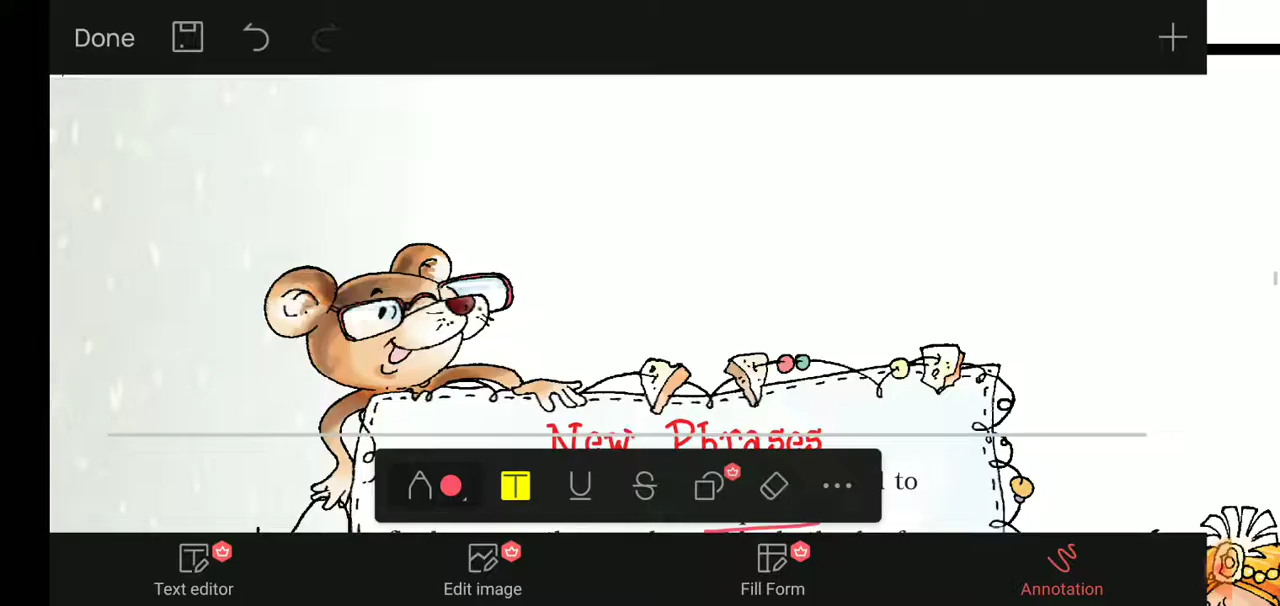 Done
New Phrases
to
Text editor
Edit image
Fill Form
Annotation